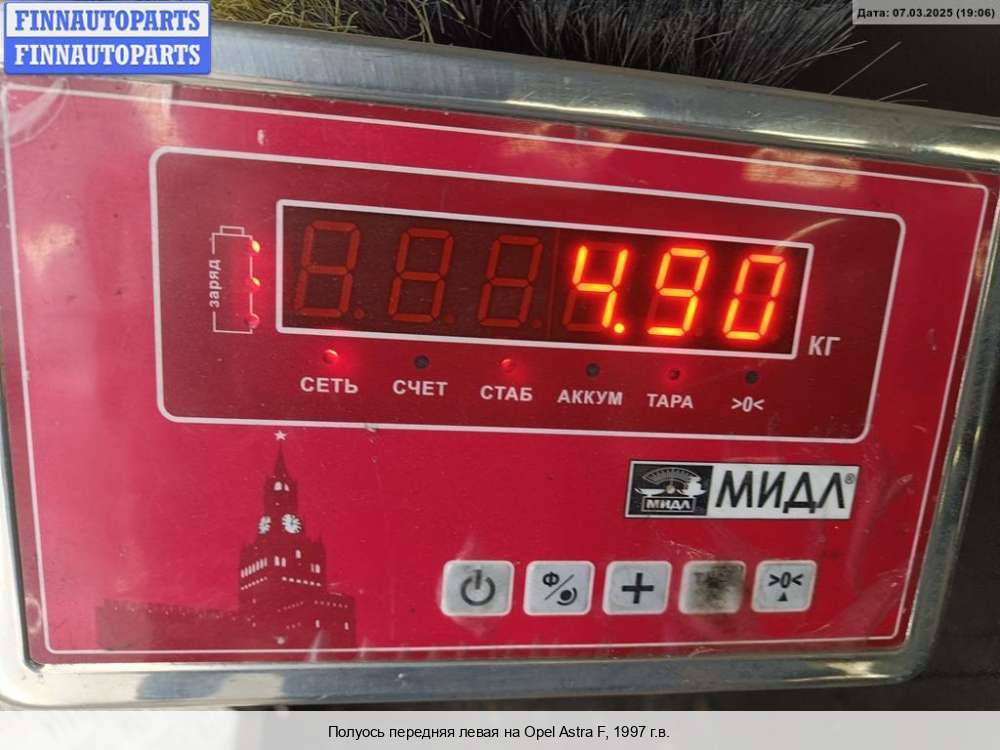 FINNAUTOPARTS
FINNAUTOPARTS
Дата: 07.03.2025 (19:06)
заряд
4.90
КГ
СЕТЬ СЧЕТ СТАБ АККУМ ТАРА >0<
МИДЛ
МИДЛ®
Ф
>0<
Полуось передняя левая на Opel Astra F, 1997 г.в.